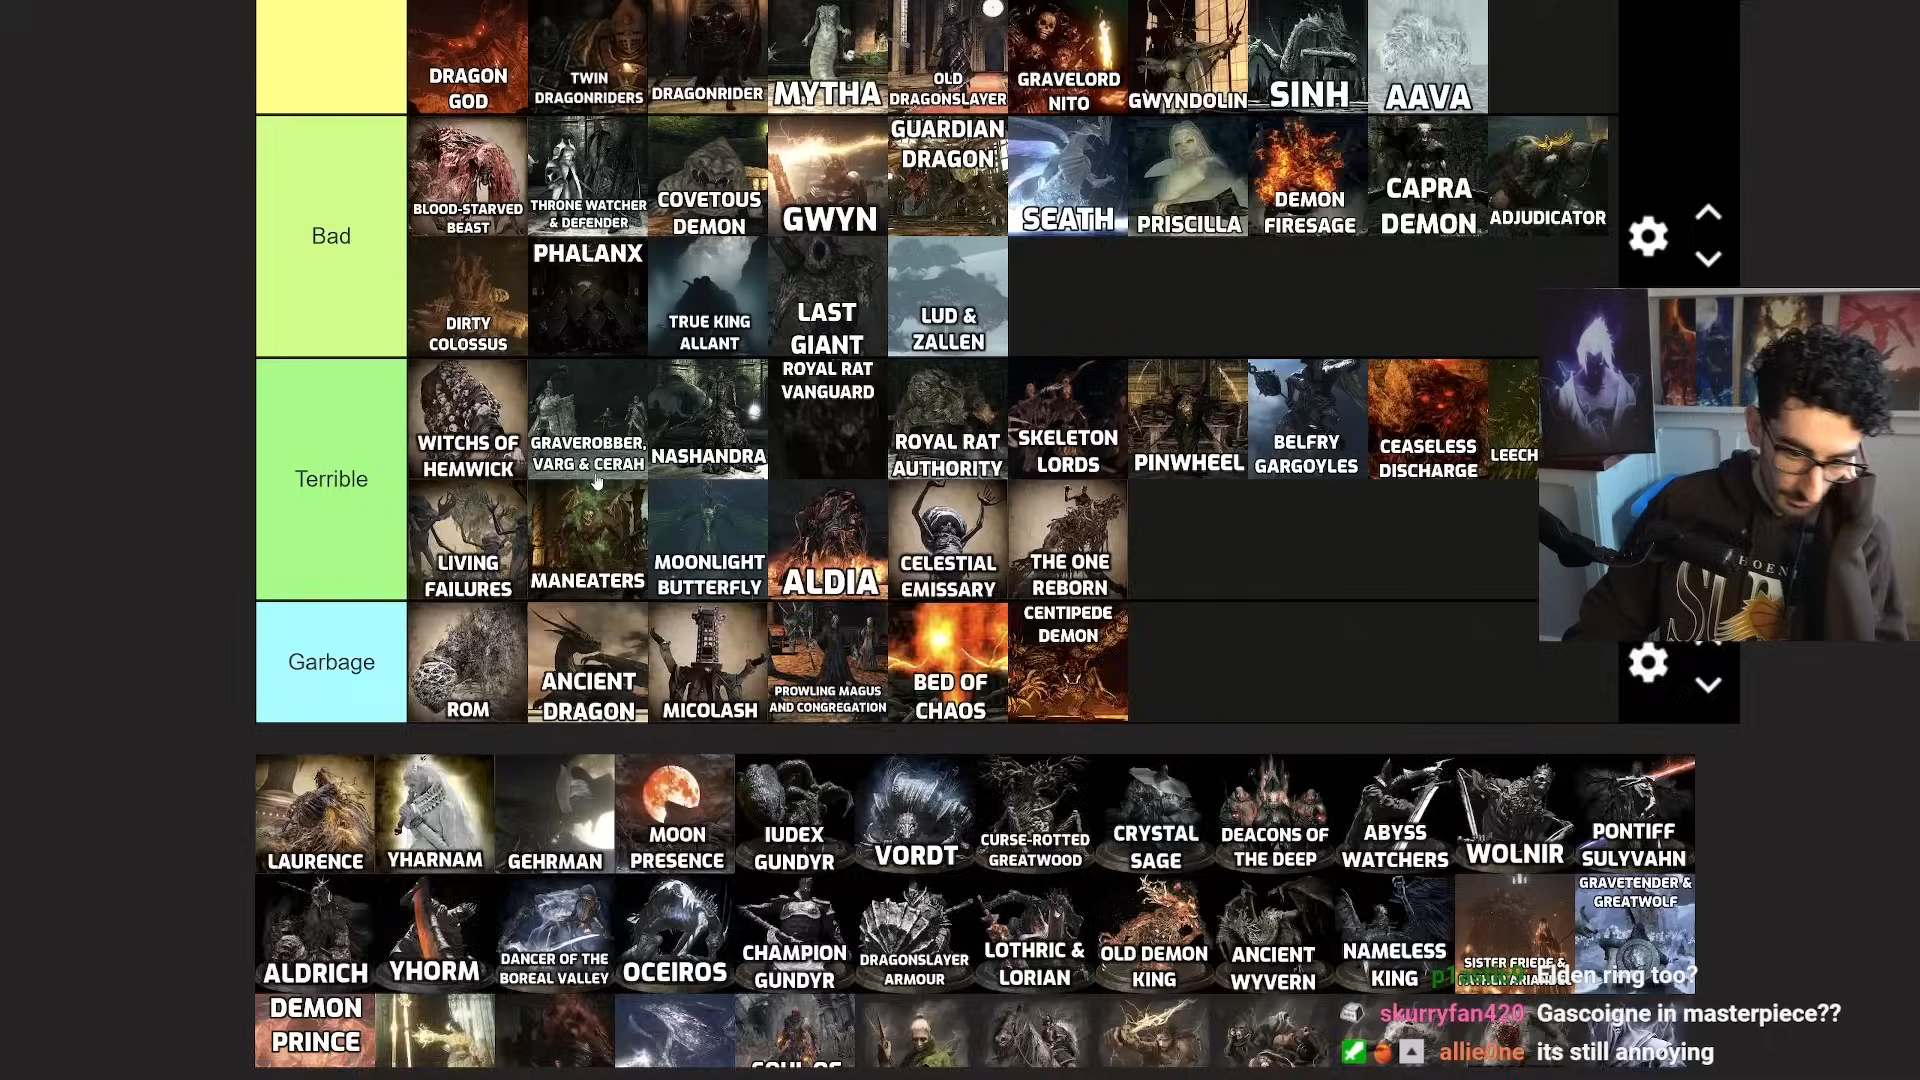 DRAGON
GOD
TWIN
DRAGONRIDERS
DRAGONRIDER
MYTHA
OLD
DRAGONSLAYER
GRAVELORD
NITO
GWYNDOLIN
SINH
AAVA
Bad
BLOOD-STARVED
BEAST
THRONE WATCHER
& DEFENDER
COVETOUS
DEMON
GWYN
GUARDIAN
DRAGON
SEATH
PRISCILLA
DEMON
FIRESAGE
CAPRA
DEMON
ADJUDICATOR
DIRTY
COLOSSUS
PHALANX
TRUE KING
ALLANT
LAST
GIANT
LUD &
ZALLEN
Terrible
WITCHS OF
HEMWICK
GRAVEROBBER,
VARG & CERAH
NASHANDRA
ROYAL RAT
VANGUARD
ROYAL RAT
AUTHORITY
SKELETON
LORDS
PINWHEEL
BELFRY
GARGOYLES
CEASELESS
DISCHARGE
LEECH
LIVING
FAILURES
MANEATERS
MOONLIGHT
BUTTERFLY
ALDIA
CELESTIAL
EMISSARY
THE ONE
REBORN
HOEN
Garbage
ROM
ANCIENT
DRAGON
MICOLASH
PROWLING MAGUS
AND CONGREGATION
BED OF
CHAOS
CENTIPEDE
DEMON
LAURENCE
YHARNAM
GEHRMAN
MOON
PRESENCE
IUDEX
GUNDYR
VORDT
CURSE-ROTTED
GREATWOOD
CRYSTAL
SAGE
DEACONS OF
THE DEEP
ABYSS
WATCHERS
WOLNIR
PONTIFF
SULYVAHN
ALDRICH
YHORM
DANCER OF THE
BOREAL VALLEY
OCEIROS
CHAMPION
GUNDYR
DRAGONSLAYER
ARMOUR
LOTHRIC &
LORIAN
OLD DEMON
KING
ANCIENT
WYVERN
NAMELESS
KING
SISTER FRIEDE &
GRAVETENDER &
GREATWOLF
DEMON
PRINCE
SOUL OF
Elden ring too?
skurryfan420 Gascoigne in masterpiece??
allie0ne its still annoying